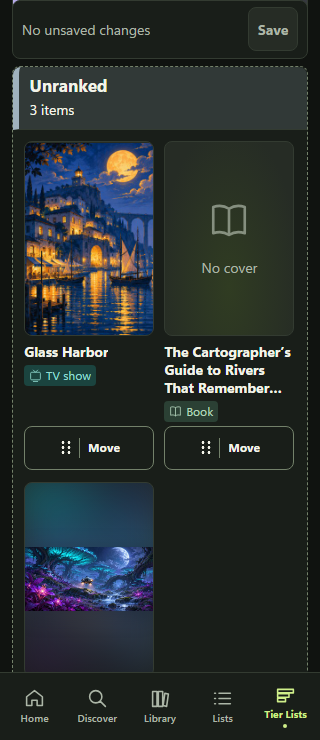 No unsaved changes
Save
Unranked
3 items
No cover
Glass Harbor
TV show
The Cartographer's
Guide to Rivers
That Remember...
Book
Move
Move
Home
Discover
Library
Lists
Tier Lists